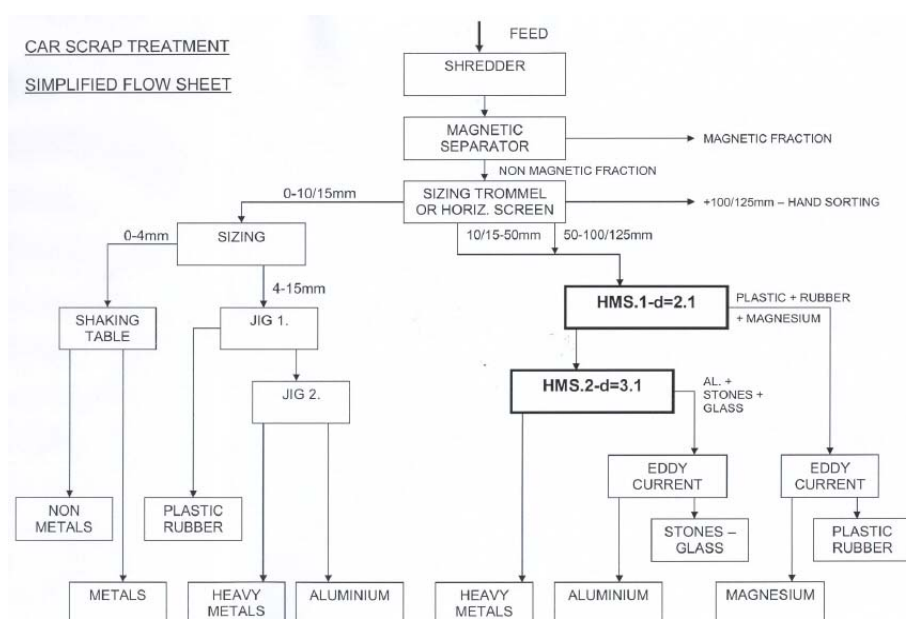 CAR SCRAP TREATMENT
SIMPLIFIED FLOW SHEET
FEED
SHREDDER
MAGNETIC
SEPARATOR
MAGNETIC FRACTION
NON MAGNETIC FRACTION
SIZING TROMMEL
OR HORIZ. SCREEN
+100/125mm – HAND SORTING
0-10/15mm
10/15-50mm
50-100/125mm
0-4mm
SIZING
4-15mm
SHAKING
TABLE
JIG 1.
JIG 2.
HMS.1-d=2.1
PLASTIC + RUBBER
+ MAGNESIUM
HMS.2-d=3.1
AL. +
STONES +
GLASS
EDDY
CURRENT
EDDY
CURRENT
NON
METALS
PLASTIC
RUBBER
STONES –
GLASS
PLASTIC
RUBBER
METALS
HEAVY
METALS
ALUMINIUM
HEAVY
METALS
ALUMINIUM
MAGNESIUM